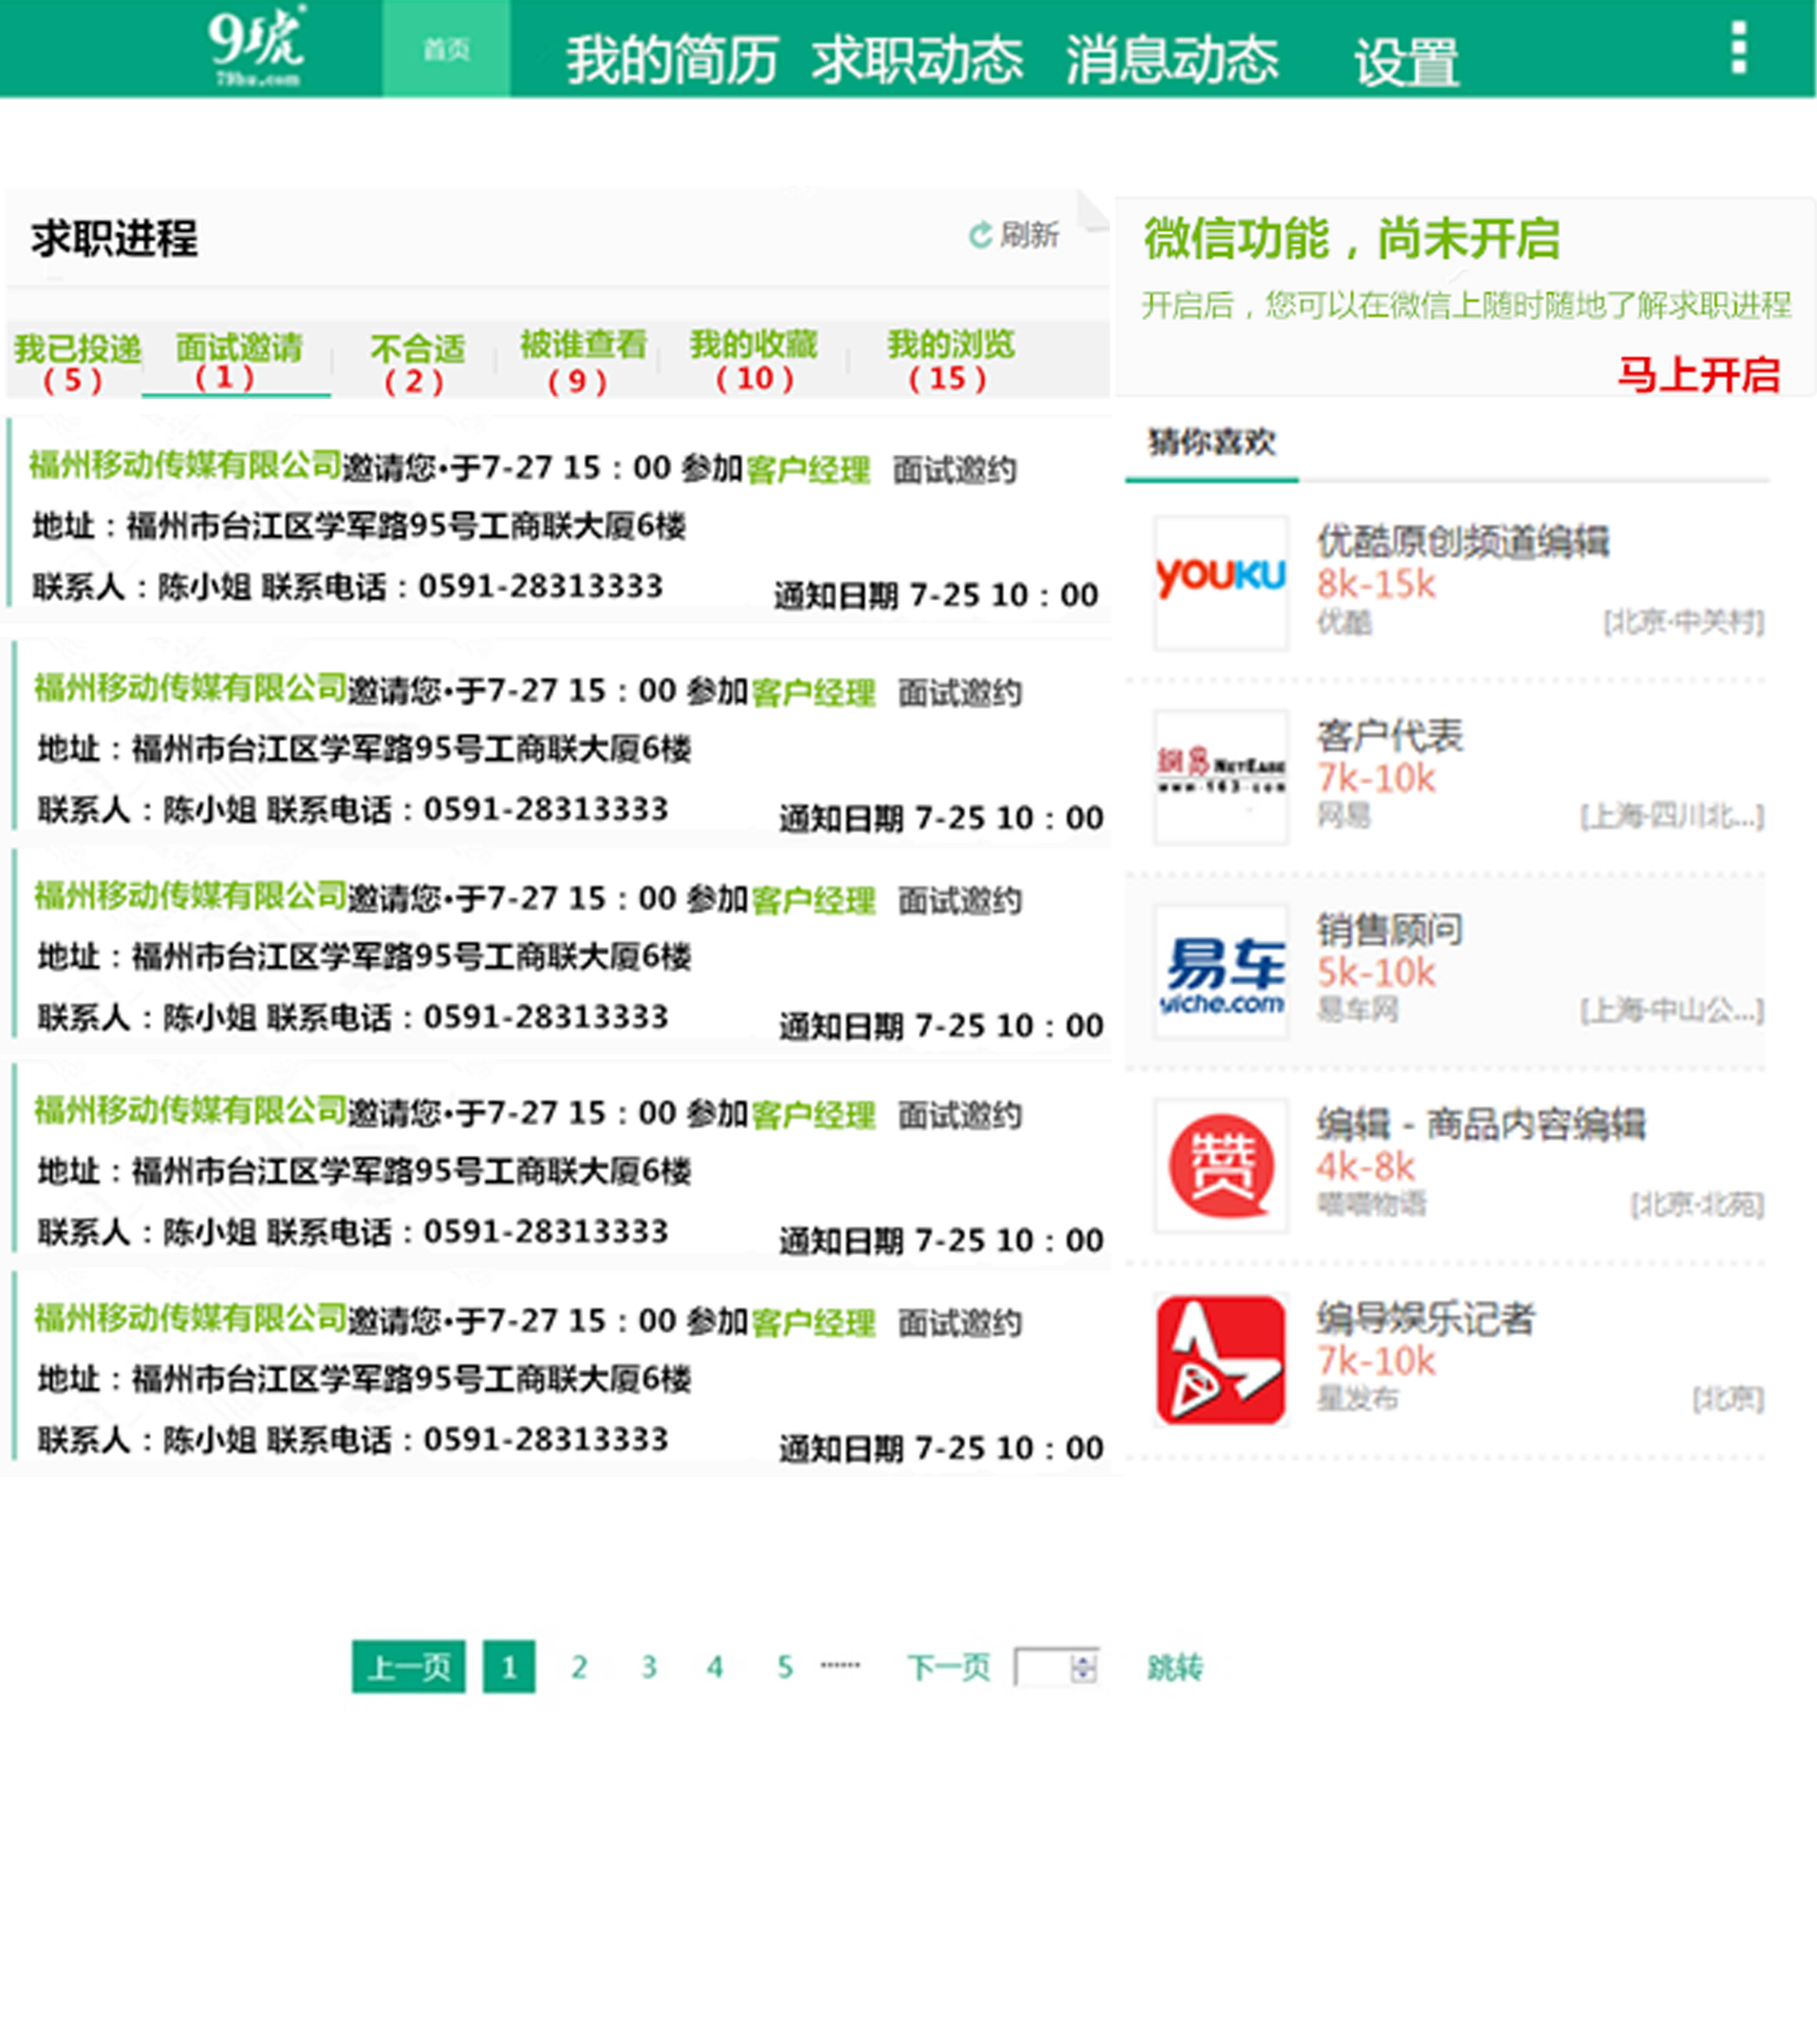 9號
79hu.com
首页
我的简历
求职动态
消息动态
设置
求职进程
刷新
我已投递
(5)
面试邀请
(1)
不合适
(2)
被谁查看
(9)
我的收藏
(10)
我的浏览
(15)
福州移动传媒有限公司邀请您·于7-27 15：00 参加客户经理 面试邀约
地址：福州市台江区学军路95号工商联大厦6楼
联系人：陈小姐 联系电话：0591-28313333
通知日期 7-25 10：00
福州移动传媒有限公司邀请您·于7-27 15：00 参加客户经理 面试邀约
地址：福州市台江区学军路95号工商联大厦6楼
联系人：陈小姐 联系电话：0591-28313333
通知日期 7-25 10：00
福州移动传媒有限公司邀请您·于7-27 15：00 参加客户经理 面试邀约
地址：福州市台江区学军路95号工商联大厦6楼
联系人：陈小姐 联系电话：0591-28313333
通知日期 7-25 10：00
福州移动传媒有限公司邀请您·于7-27 15：00 参加客户经理 面试邀约
地址：福州市台江区学军路95号工商联大厦6楼
联系人：陈小姐 联系电话：0591-28313333
通知日期 7-25 10：00
福州移动传媒有限公司邀请您·于7-27 15：00 参加客户经理 面试邀约
地址：福州市台江区学军路95号工商联大厦6楼
联系人：陈小姐 联系电话：0591-28313333
通知日期 7-25 10：00
微信功能，尚未开启
开启后，您可以在微信上随时随地了解求职进程
马上开启
猜你喜欢
YOUKU
优酷原创频道编辑
8k-15k
优酷 [北京·中关村]
網易 NETEASE
www.163.com
客户代表
7k-10k
网易 [上海·四川北...]
易车
yiche.com
销售顾问
5k-10k
易车网 [上海·中山公...]
赞
编辑 - 商品内容编辑
4k-8k
喵喵物语 [北京·北苑]
编导娱乐记者
7k-10k
星发布 [北京]
上一页 1 2 3 4 5 ······ 下一页 跳转